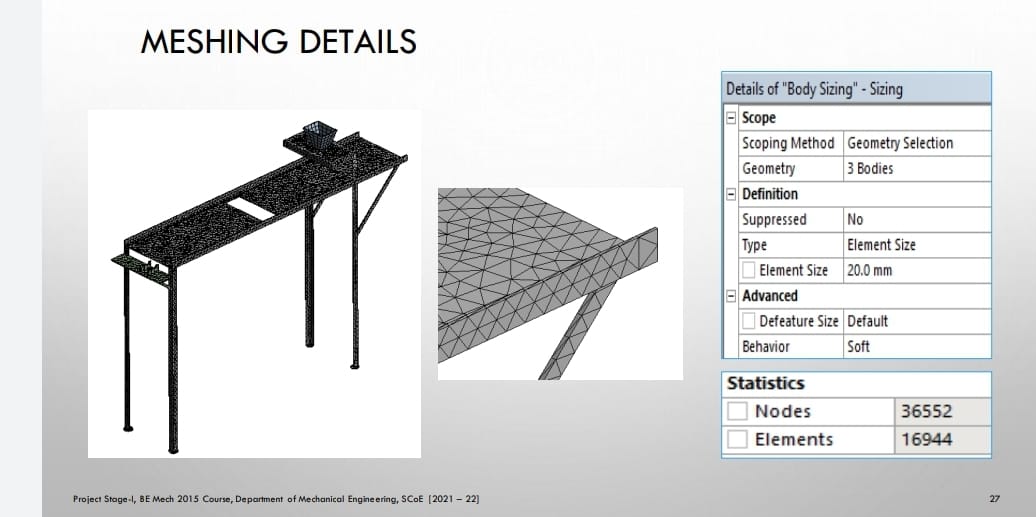 MESHING DETAILS
Details of "Body Sizing" - Sizing
Scope
Scoping Method Geometry Selection
Geometry 3 Bodies
Definition
Suppressed No
Type Element Size
Element Size 20.0 mm
Advanced
Defeature Size Default
Behavior Soft
Statistics
Nodes 36552
Elements 16944
Project Stage-I, BE Mech 2015 Course, Department of Mechanical Engineering, SCoE [2021 – 22]
27